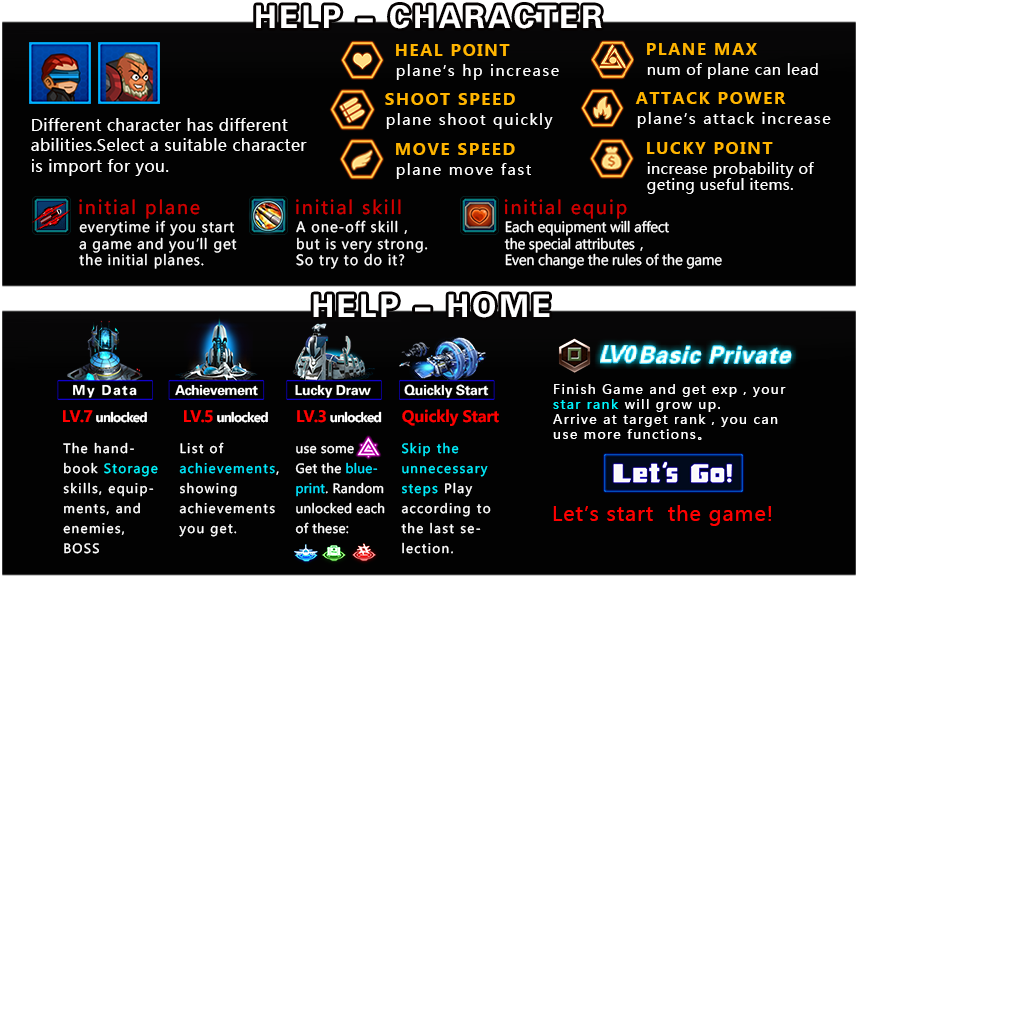 HELP – CHARACTER
Different character has different
abilities.Select a suitable character
is import for you.
HEAL POINT
plane's hp increase
SHOOT SPEED
plane shoot quickly
MOVE SPEED
plane move fast
PLANE MAX
num of plane can lead
ATTACK POWER
plane's attack increase
LUCKY POINT
increase probability of
geting useful items.
initial plane
everytime if you start
a game and you'll get
the initial planes.
initial skill
A one-off skill ,
but is very strong.
So try to do it?
initial equip
Each equipment will affect
the special attributes ,
Even change the rules of the game
HELP – HOME
My Data
LV.7 unlocked
The hand-
book Storage
skills, equip-
ments, and
enemies,
BOSS
Achievement
LV.5 unlocked
List of
achievements,
showing
achievements
you get.
Lucky Draw
LV.3 unlocked
use some
Get the blue-
print. Random
unlocked each
of these:
Quickly Start
Quickly Start
Skip the
unnecessary
steps Play
according to
the last se-
lection.
LV0 Basic Private
Finish Game and get exp , your
star rank will grow up.
Arrive at target rank , you can
use more functions。
Let's Go!
Let's start the game!